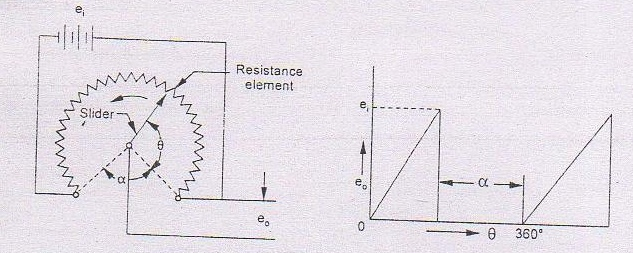 ei
Resistance
element
Slider
θ
α
eo
ei
eo
α
0
θ
360°